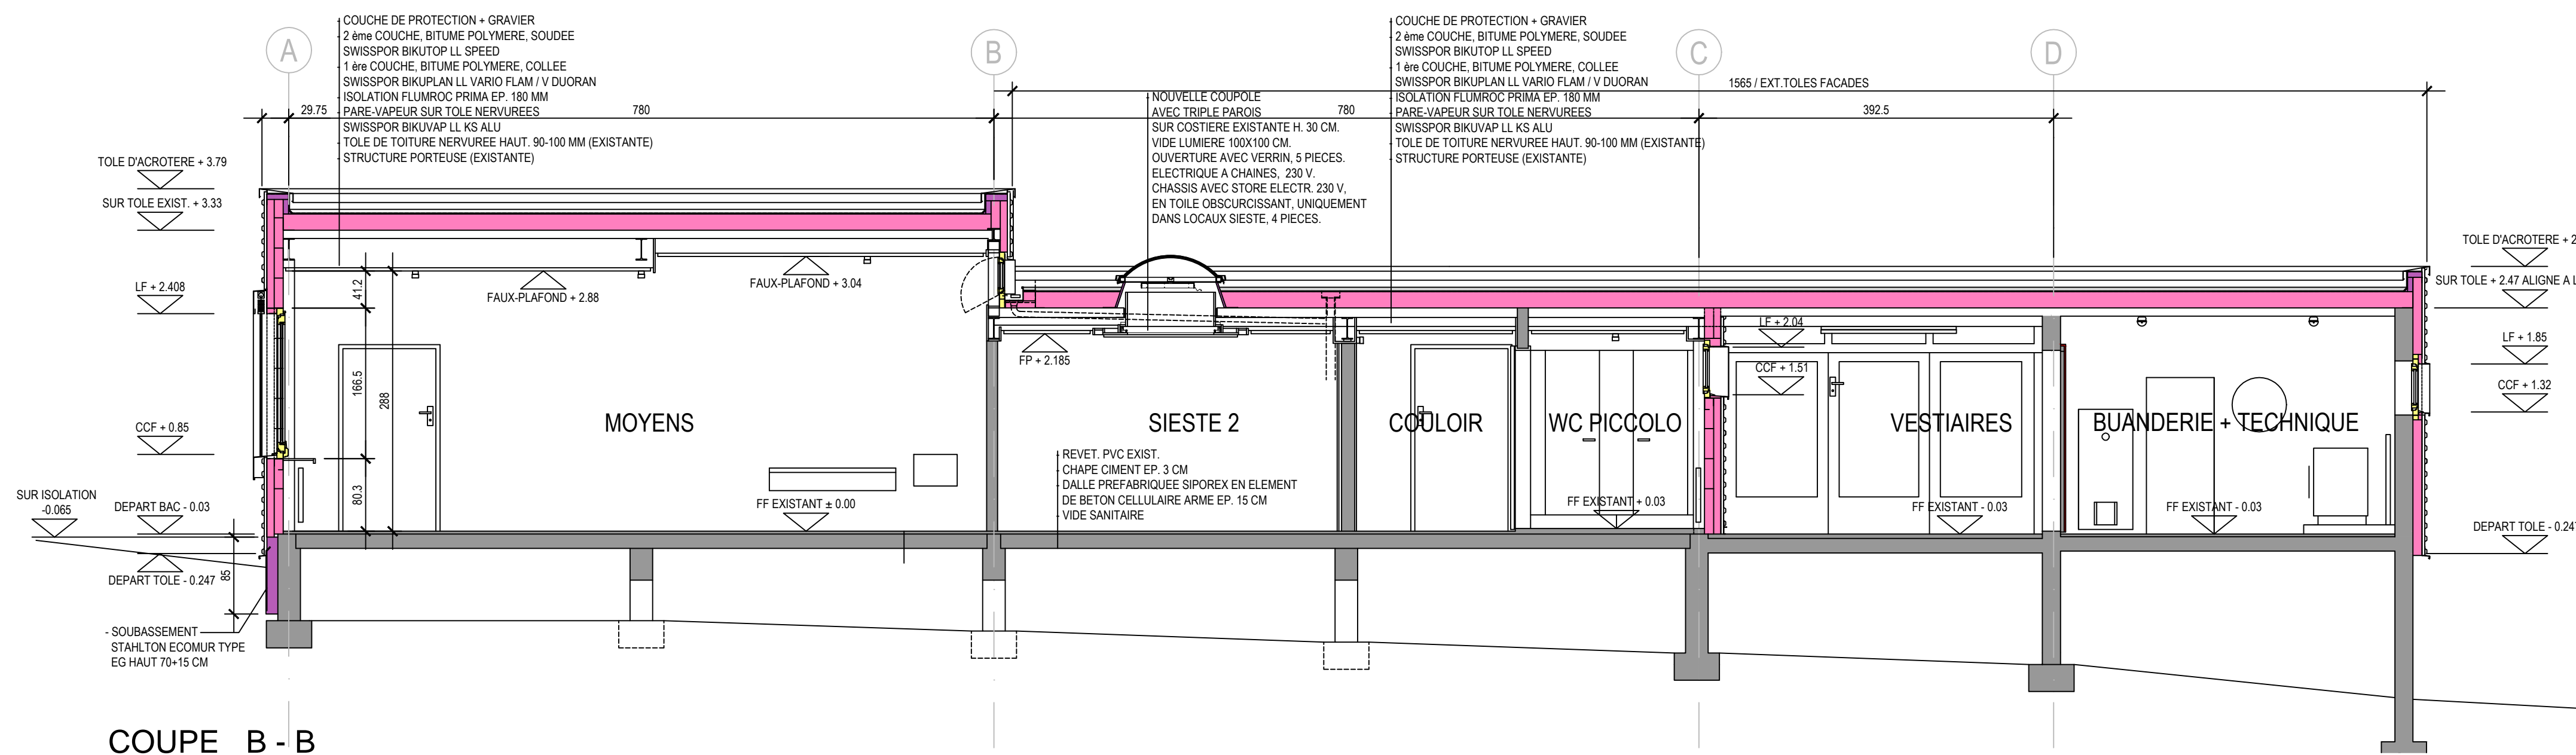 A
B
C
D
COUCHE DE PROTECTION + GRAVIER
2 ème COUCHE, BITUME POLYMERE, SOUDEE
SWISSPOR BIKUTOP LL SPEED
1 ère COUCHE, BITUME POLYMERE, COLLEE
SWISSPOR BIKUPLAN LL VARIO FLAM / V DUORAN
ISOLATION FLUMROC PRIMA EP. 180 MM
PARE-VAPEUR SUR TOLE NERVUREES
SWISSPOR BIKUVAP LL KS ALU
TOLE DE TOITURE NERVUREE HAUT. 90-100 MM (EXISTANTE)
STRUCTURE PORTEUSE (EXISTANTE)
29.75
780
NOUVELLE COUPOLE
AVEC TRIPLE PAROIS
SUR COSTIERE EXISTANTE H. 30 CM.
VIDE LUMIERE 100X100 CM.
OUVERTURE AVEC VERRIN, 5 PIECES.
ELECTRIQUE A CHAINES, 230 V.
CHASSIS AVEC STORE ELECTR. 230 V,
EN TOILE OBSCURCISSANT, UNIQUEMENT
DANS LOCAUX SIESTE, 4 PIECES.
780
COUCHE DE PROTECTION + GRAVIER
2 ème COUCHE, BITUME POLYMERE, SOUDEE
SWISSPOR BIKUTOP LL SPEED
1 ère COUCHE, BITUME POLYMERE, COLLEE
SWISSPOR BIKUPLAN LL VARIO FLAM / V DUORAN
ISOLATION FLUMROC PRIMA EP. 180 MM
PARE-VAPEUR SUR TOLE NERVUREES
SWISSPOR BIKUVAP LL KS ALU
TOLE DE TOITURE NERVUREE HAUT. 90-100 MM (EXISTANTE)
STRUCTURE PORTEUSE (EXISTANTE)
1565 / EXT.TOLES FACADES
392.5
TOLE D'ACROTERE + 3.79
SUR TOLE EXIST. + 3.33
LF + 2.408
CCF + 0.85
SUR ISOLATION
-0.065
DEPART BAC - 0.03
DEPART TOLE - 0.247
85
- SOUBASSEMENT
STAHLTON ECOMUR TYPE
EG HAUT 70+15 CM
41.2
166.5
288
80.3
FAUX-PLAFOND + 2.88
FAUX-PLAFOND + 3.04
MOYENS
FF EXISTANT ± 0.00
FP + 2.185
SIESTE 2
REVET. PVC EXIST.
CHAPE CIMENT EP. 3 CM
DALLE PREFABRIQUEE SIPOREX EN ELEMENT
DE BETON CELLULAIRE ARME EP. 15 CM
VIDE SANITAIRE
COULOIR
WC PICCOLO
FF EXISTANT + 0.03
LF + 2.04
CCF + 1.51
VESTIAIRES
FF EXISTANT - 0.03
BUANDERIE + TECHNIQUE
FF EXISTANT - 0.03
TOLE D'ACROTERE + 2
SUR TOLE + 2.47 ALIGNE A L
LF + 1.85
CCF + 1.32
DEPART TOLE - 0.247
COUPE B - B